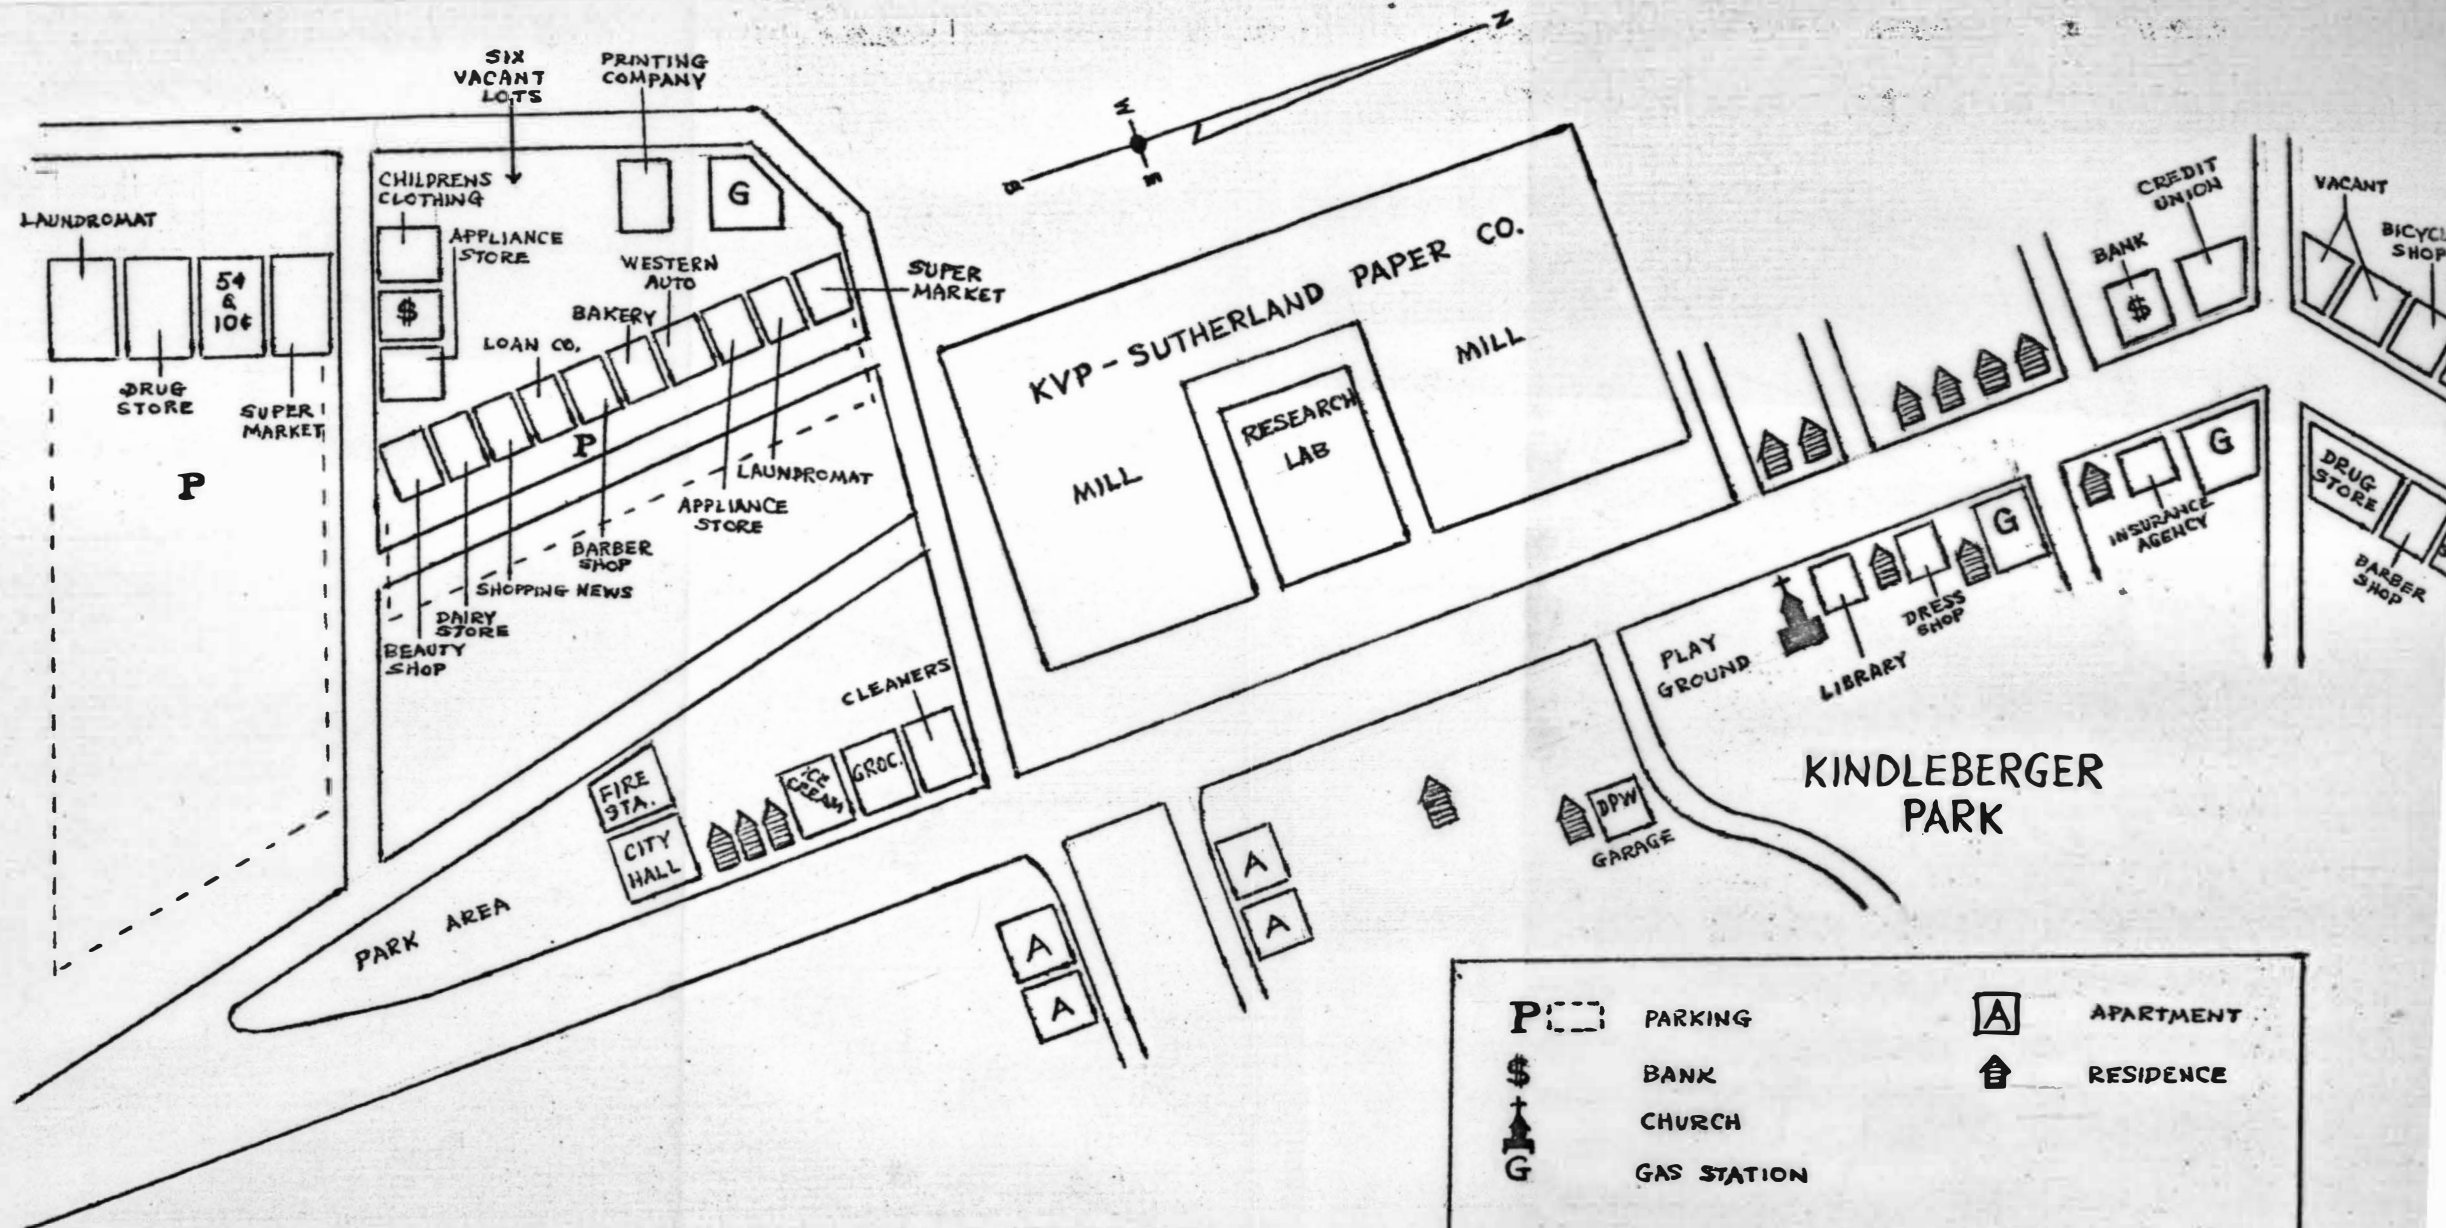 SIX
VACANT
LOTS
PRINTING
COMPANY
N
W
E
S
CHILDRENS
CLOTHING
G
LAUNDROMAT
APPLIANCE
STORE
5¢
&
10¢
$
WESTERN
AUTO
BAKERY
LOAN CO.
SUPER
MARKET
DRUG
STORE
SUPER
MARKET
P
P
LAUNDROMAT
APPLIANCE
STORE
BARBER
SHOP
SHOPPING NEWS
DAIRY
STORE
BEAUTY
SHOP
KVP-SUTHERLAND PAPER CO.
MILL
RESEARCH
LAB
MILL
CREDIT
UNION
BANK
$
VACANT
BICYCL
SHOP
G
INSURANCE
AGENCY
DRUG
STORE
BARBER
SHOP
G
DRESS
SHOP
LIBRARY
PLAY
GROUND
KINDLEBERGER
PARK
CLEANERS
GROC.
ICE
CREAM
FIRE
STA.
CITY
HALL
PARK AREA
A
A
A
A
DPW
GARAGE
P PARKING
$ BANK
CHURCH
G GAS STATION
A APARTMENT
RESIDENCE